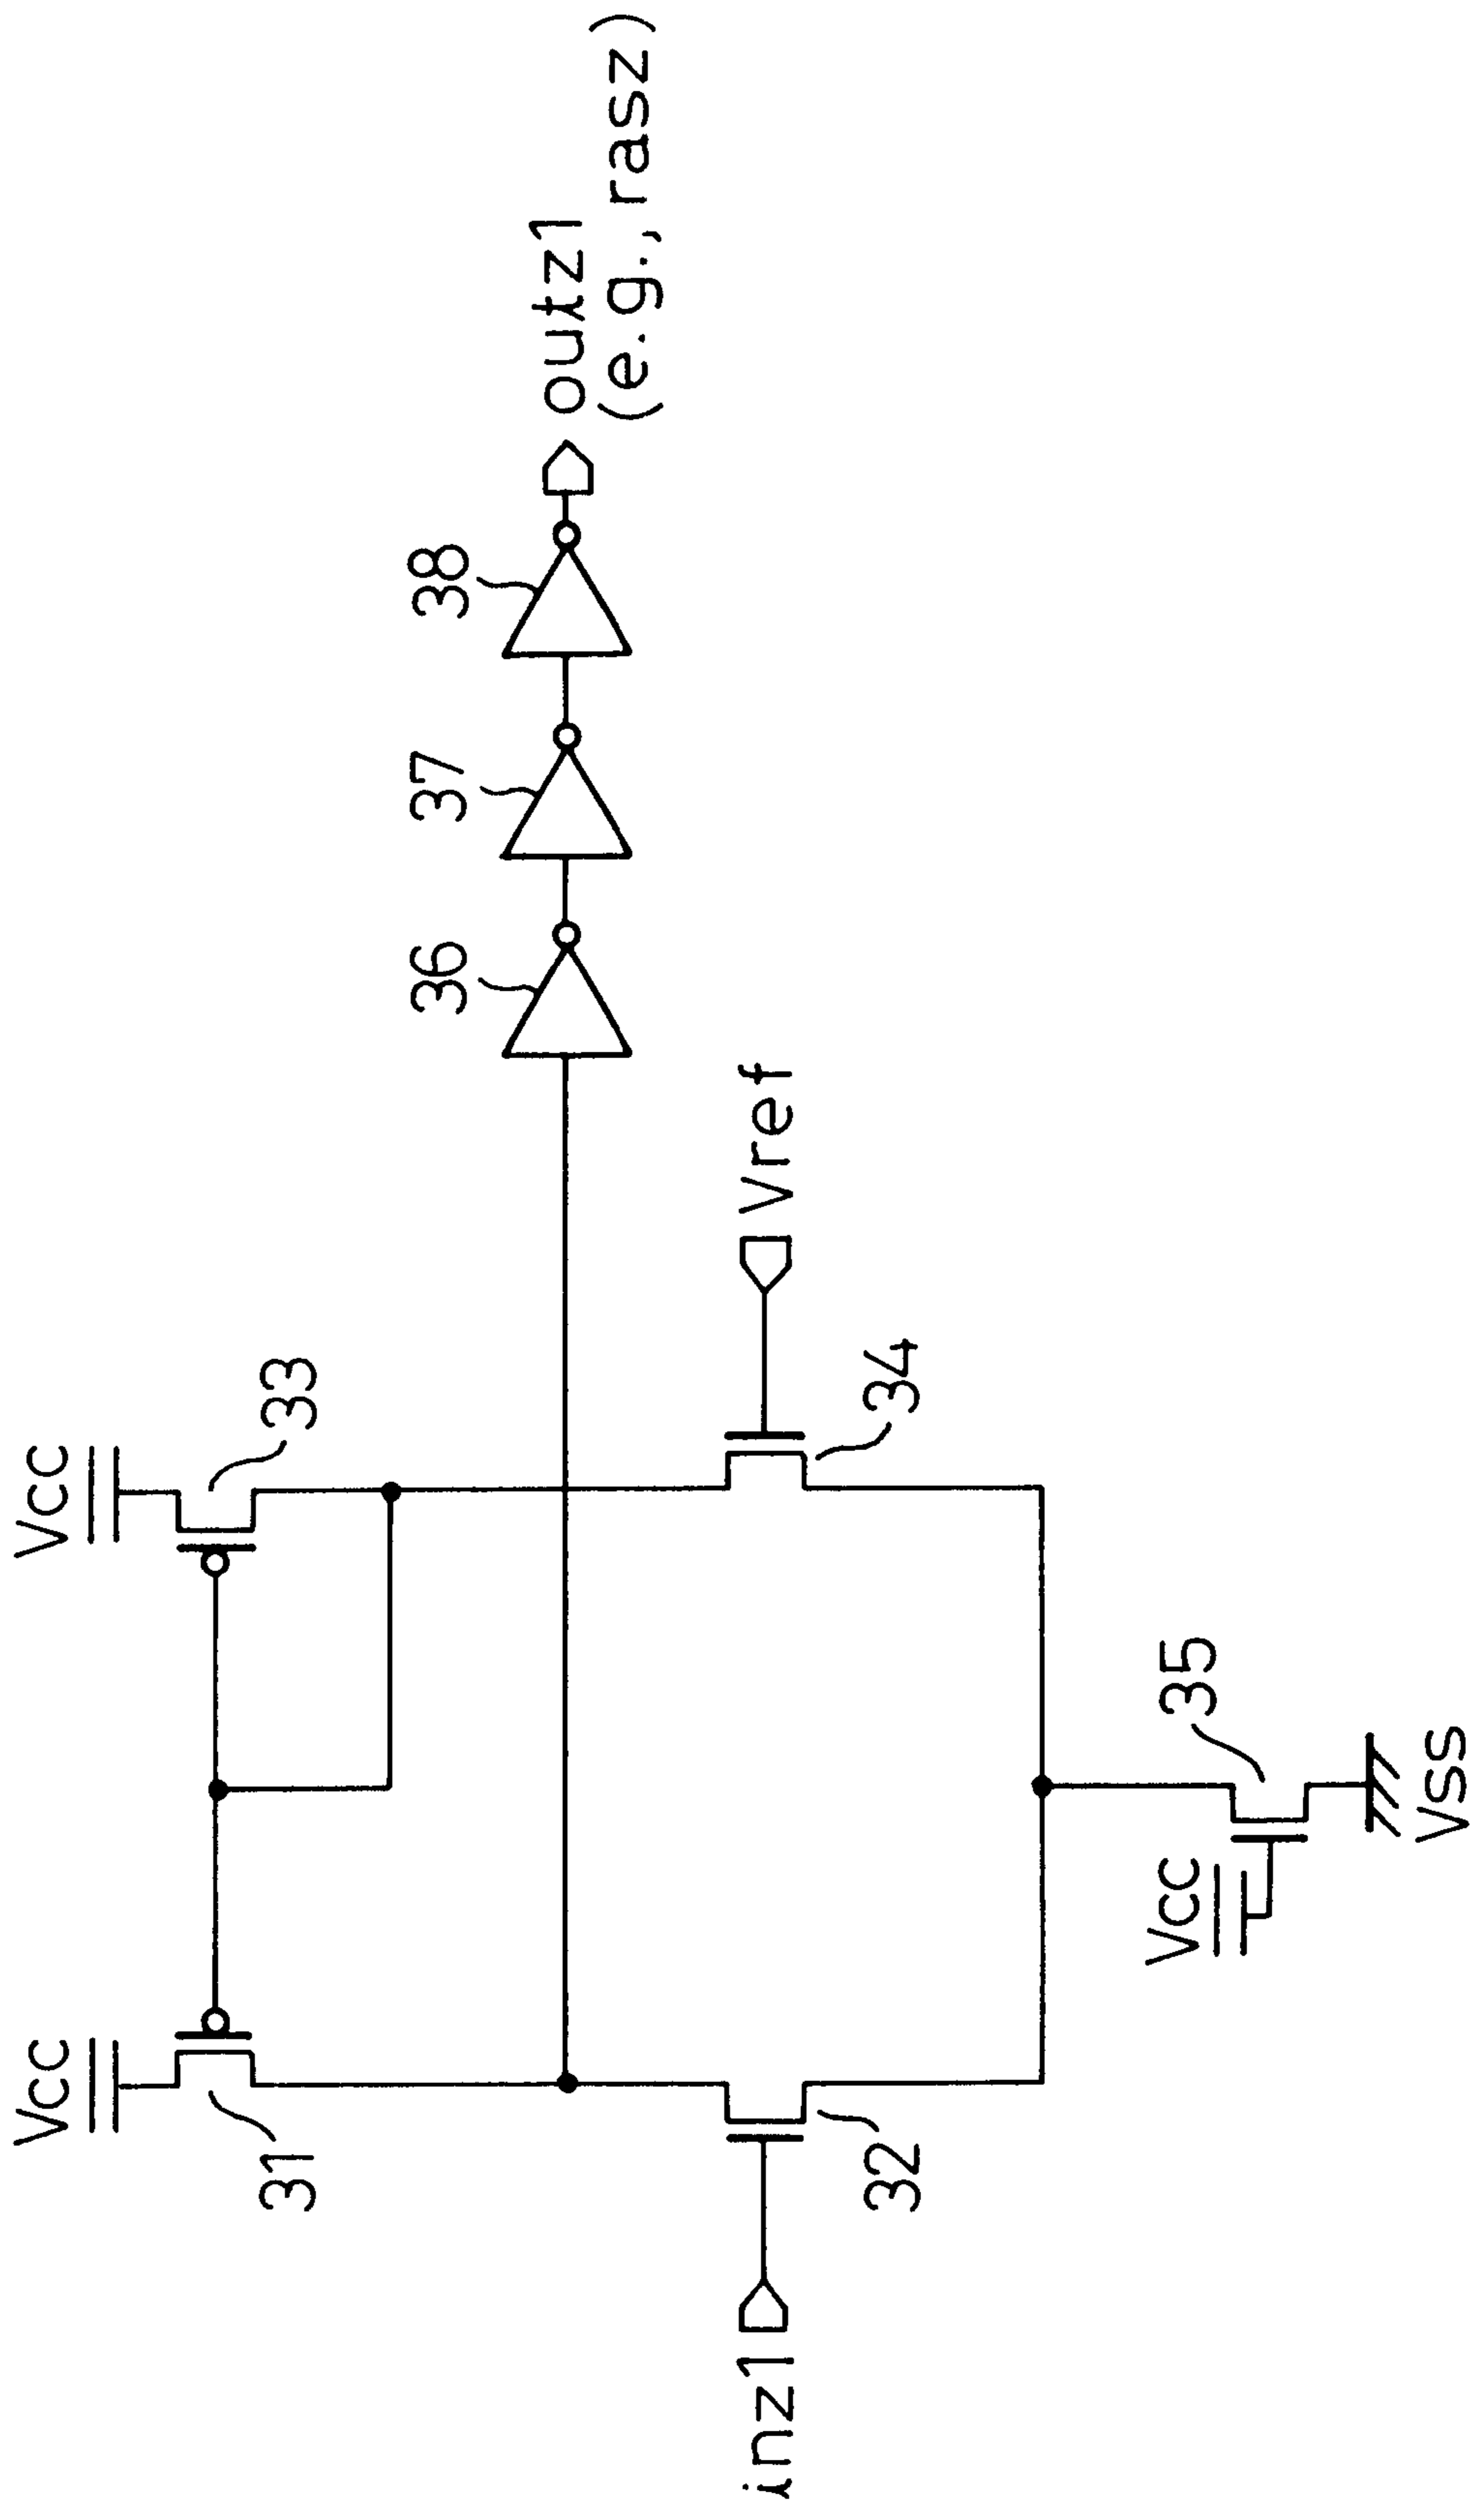 Vcc
Vcc
31
33
outz1
(e.g.,rasz)
36
37
38
inz1
Vref
32
34
Vcc
35
Vss